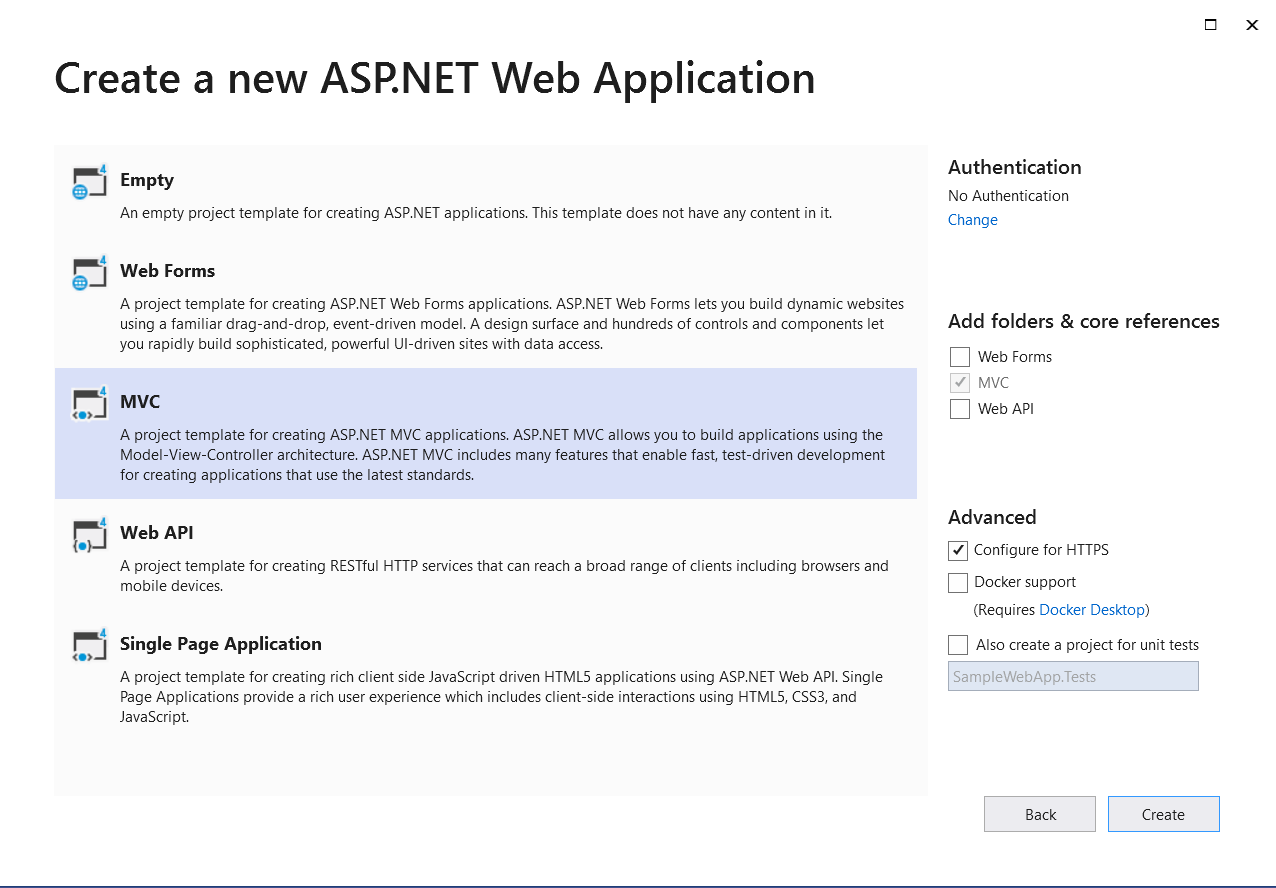 Create a new ASP.NET Web Application
4
Empty
An empty project template for creating ASP.NET applications. This template does not have any content in it.
4
Web Forms
A project template for creating ASP.NET Web Forms applications. ASP.NET Web Forms lets you build dynamic websites
using a familiar drag-and-drop, event-driven model. A design surface and hundreds of controls and components let
you rapidly build sophisticated, powerful UI-driven sites with data access.
4
MVC
A project template for creating ASP.NET MVC applications. ASP.NET MVC allows you to build applications using the
Model-View-Controller architecture. ASP.NET MVC includes many features that enable fast, test-driven development
for creating applications that use the latest standards.
4
Web API
A project template for creating RESTful HTTP services that can reach a broad range of clients including browsers and
mobile devices.
4
Single Page Application
A project template for creating rich client side JavaScript driven HTML5 applications using ASP.NET Web API. Single
Page Applications provide a rich user experience which includes client-side interactions using HTML5, CSS3, and
JavaScript.
Authentication
No Authentication
Change
Add folders & core references
Web Forms
MVC
Web API
Advanced
Configure for HTTPS
Docker support
(Requires Docker Desktop)
Also create a project for unit tests
SampleWebApp.Tests
Back
Create